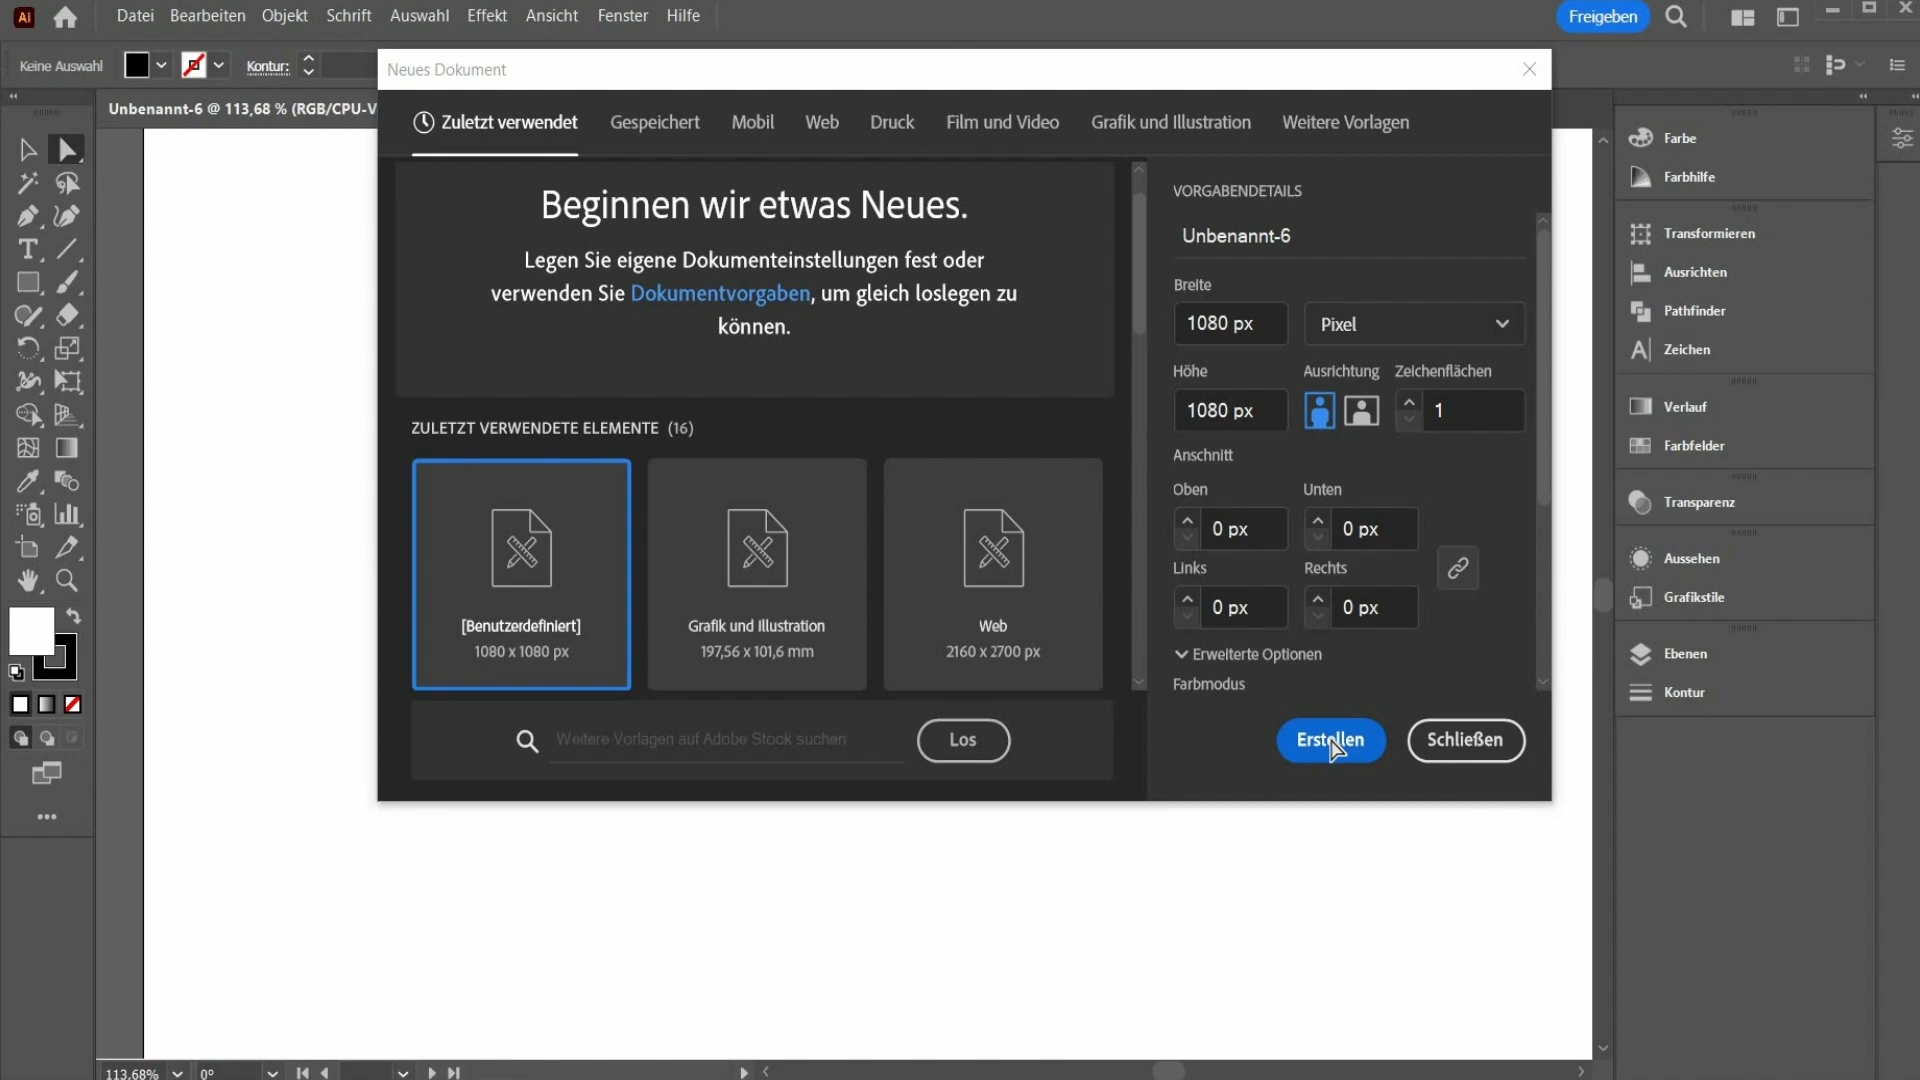 Ai
Datei Bearbeiten Objekt Schrift Auswahl Effekt Ansicht Fenster Hilfe
Freigeben
Keine Auswahl
Kontur:
Unbenannt-6 @ 113,68 % (RGB/CPU-V
Neues Dokument
Zuletzt verwendet
Gespeichert
Mobil
Web
Druck
Film und Video
Grafik und Illustration
Weitere Vorlagen
Beginnen wir etwas Neues.
Legen Sie eigene Dokumenteinstellungen fest oder
verwenden Sie Dokumentvorgaben, um gleich loslegen zu
können.
ZULETZT VERWENDETE ELEMENTE (16)
[Benutzerdefiniert]
1080 x 1080 px
Grafik und Illustration
197,56 x 101,6 mm
Web
2160 x 2700 px
Weitere Vorlagen auf Adobe Stock suchen
Los
VORGABENDETAILS
Unbenannt-6
Breite
1080 px
Pixel
Höhe
Ausrichtung
Zeichenflächen
1080 px
1
Anschnitt
Oben
Unten
0 px
0 px
Links
Rechts
0 px
0 px
Erweiterte Optionen
Farbmodus
Erstellen
Schließen
Farbe
Farbhilfe
Transformieren
Ausrichten
Pathfinder
Zeichen
Verlauf
Farbfelder
Transparenz
Aussehen
Grafikstile
Ebenen
Kontur
113,68%
0°